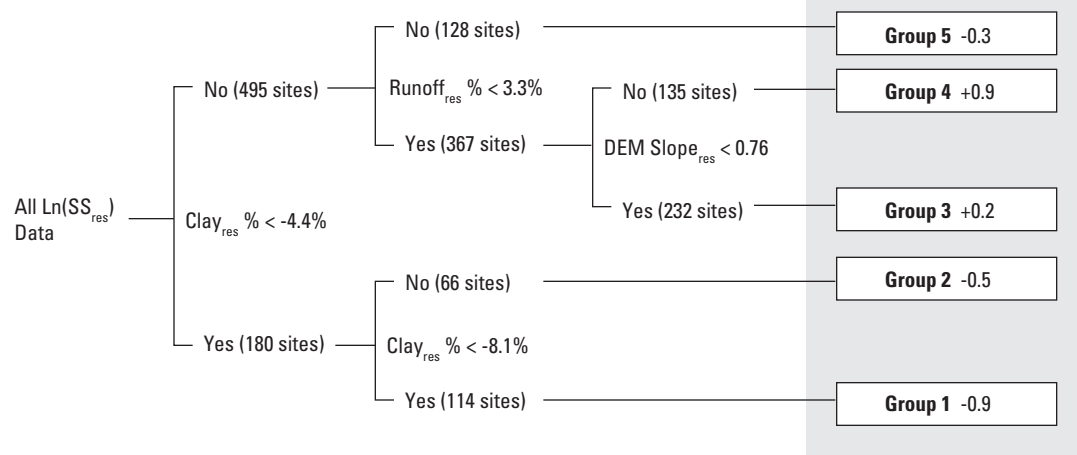 No (128 sites)
Group 5 -0.3
No (495 sites)
Runoffres % < 3.3%
No (135 sites)
Group 4 +0.9
Yes (367 sites)
DEM Sloperes < 0.76
All Ln(SSres)
Data
Clayres % < -4.4%
Yes (232 sites)
Group 3 +0.2
No (66 sites)
Group 2 -0.5
Yes (180 sites)
Clayres % < -8.1%
Yes (114 sites)
Group 1 -0.9